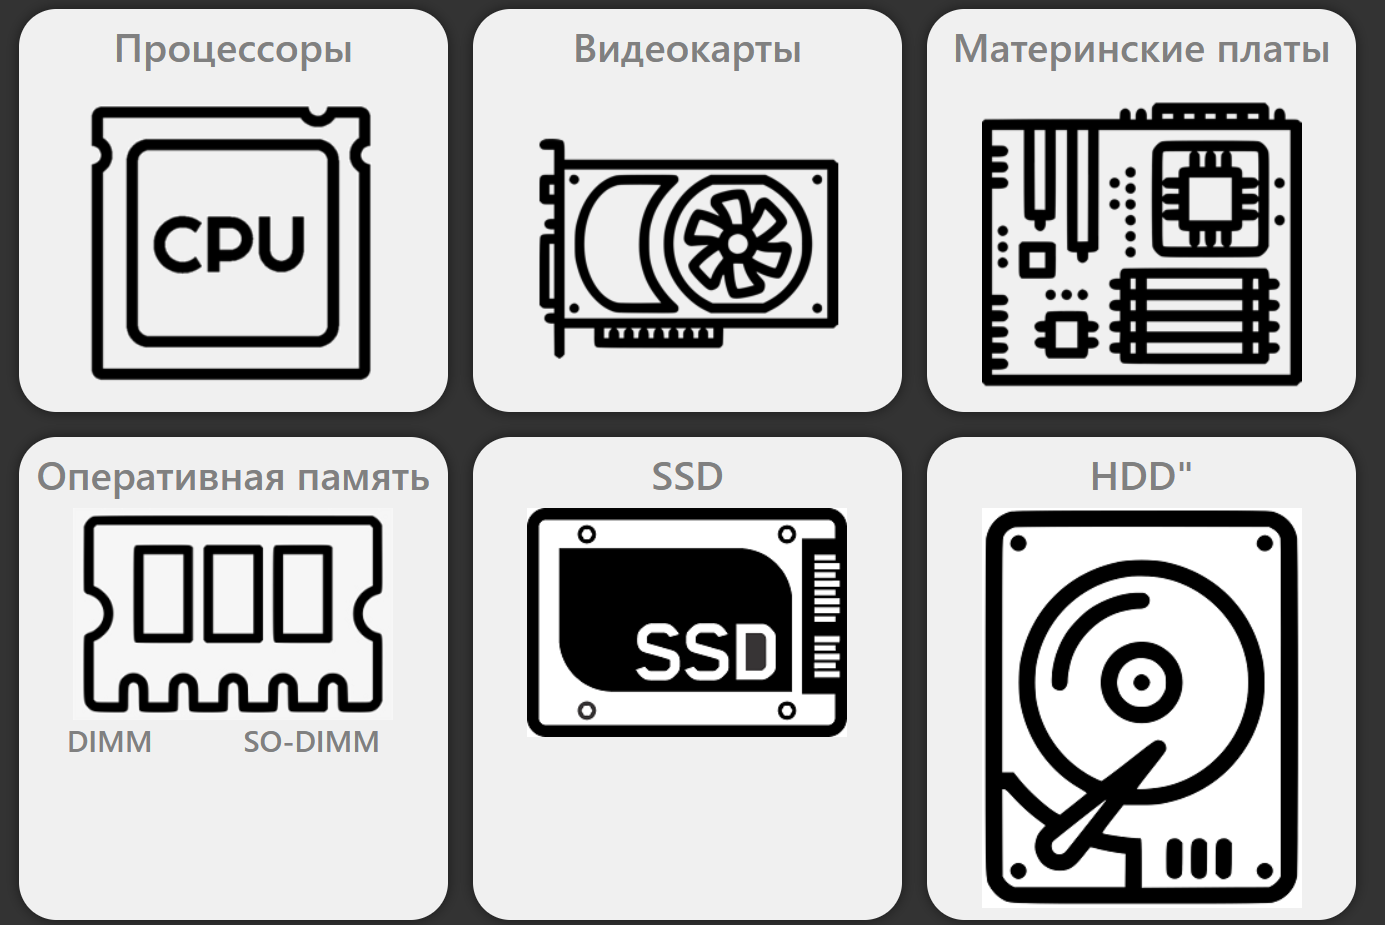 Процессоры
Видеокарты
Материнские платы
CPU
Оперативная память
SSD
HDD"
SSD
DIMM SO-DIMM